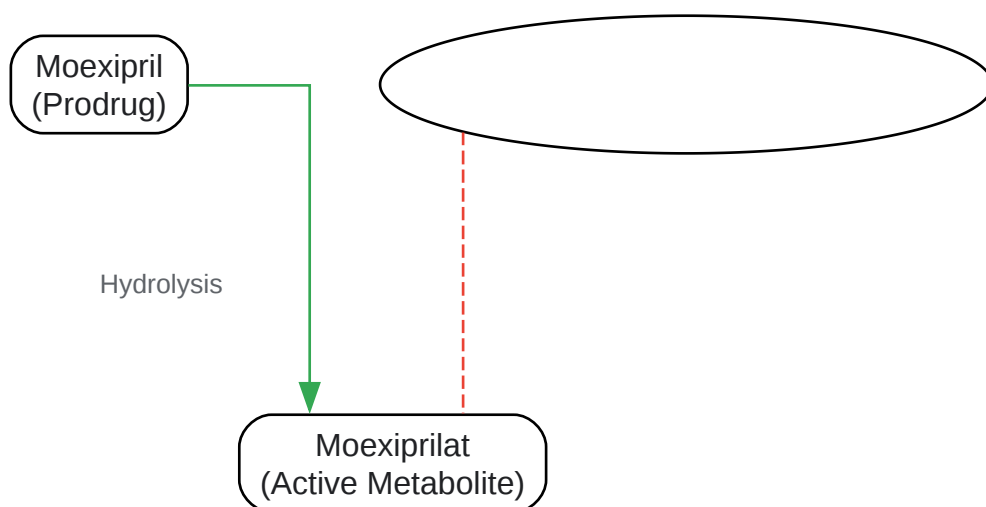 Moexipril
(Prodrug)
Hydrolysis
Moexiprilat
(Active Metabolite)